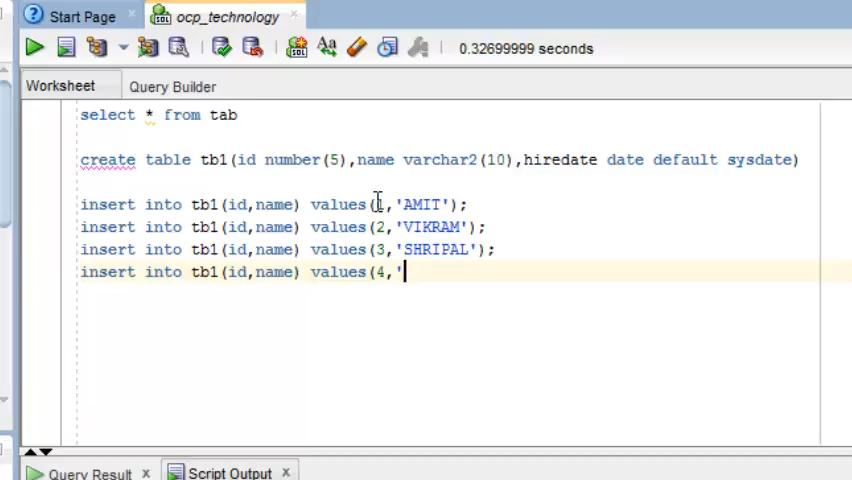 Start Page
ocp_technology
0.32699999 seconds
Worksheet
Query Builder
select * from tab
create table tb1(id number(5),name varchar2(10),hiredate date default sysdate)
insert into tb1(id,name) values(1,'AMIT');
insert into tb1(id,name) values(2,'VIKRAM');
insert into tb1(id,name) values(3,'SHRIPAL');
insert into tb1(id,name) values(4,'
Query Result
Script Output